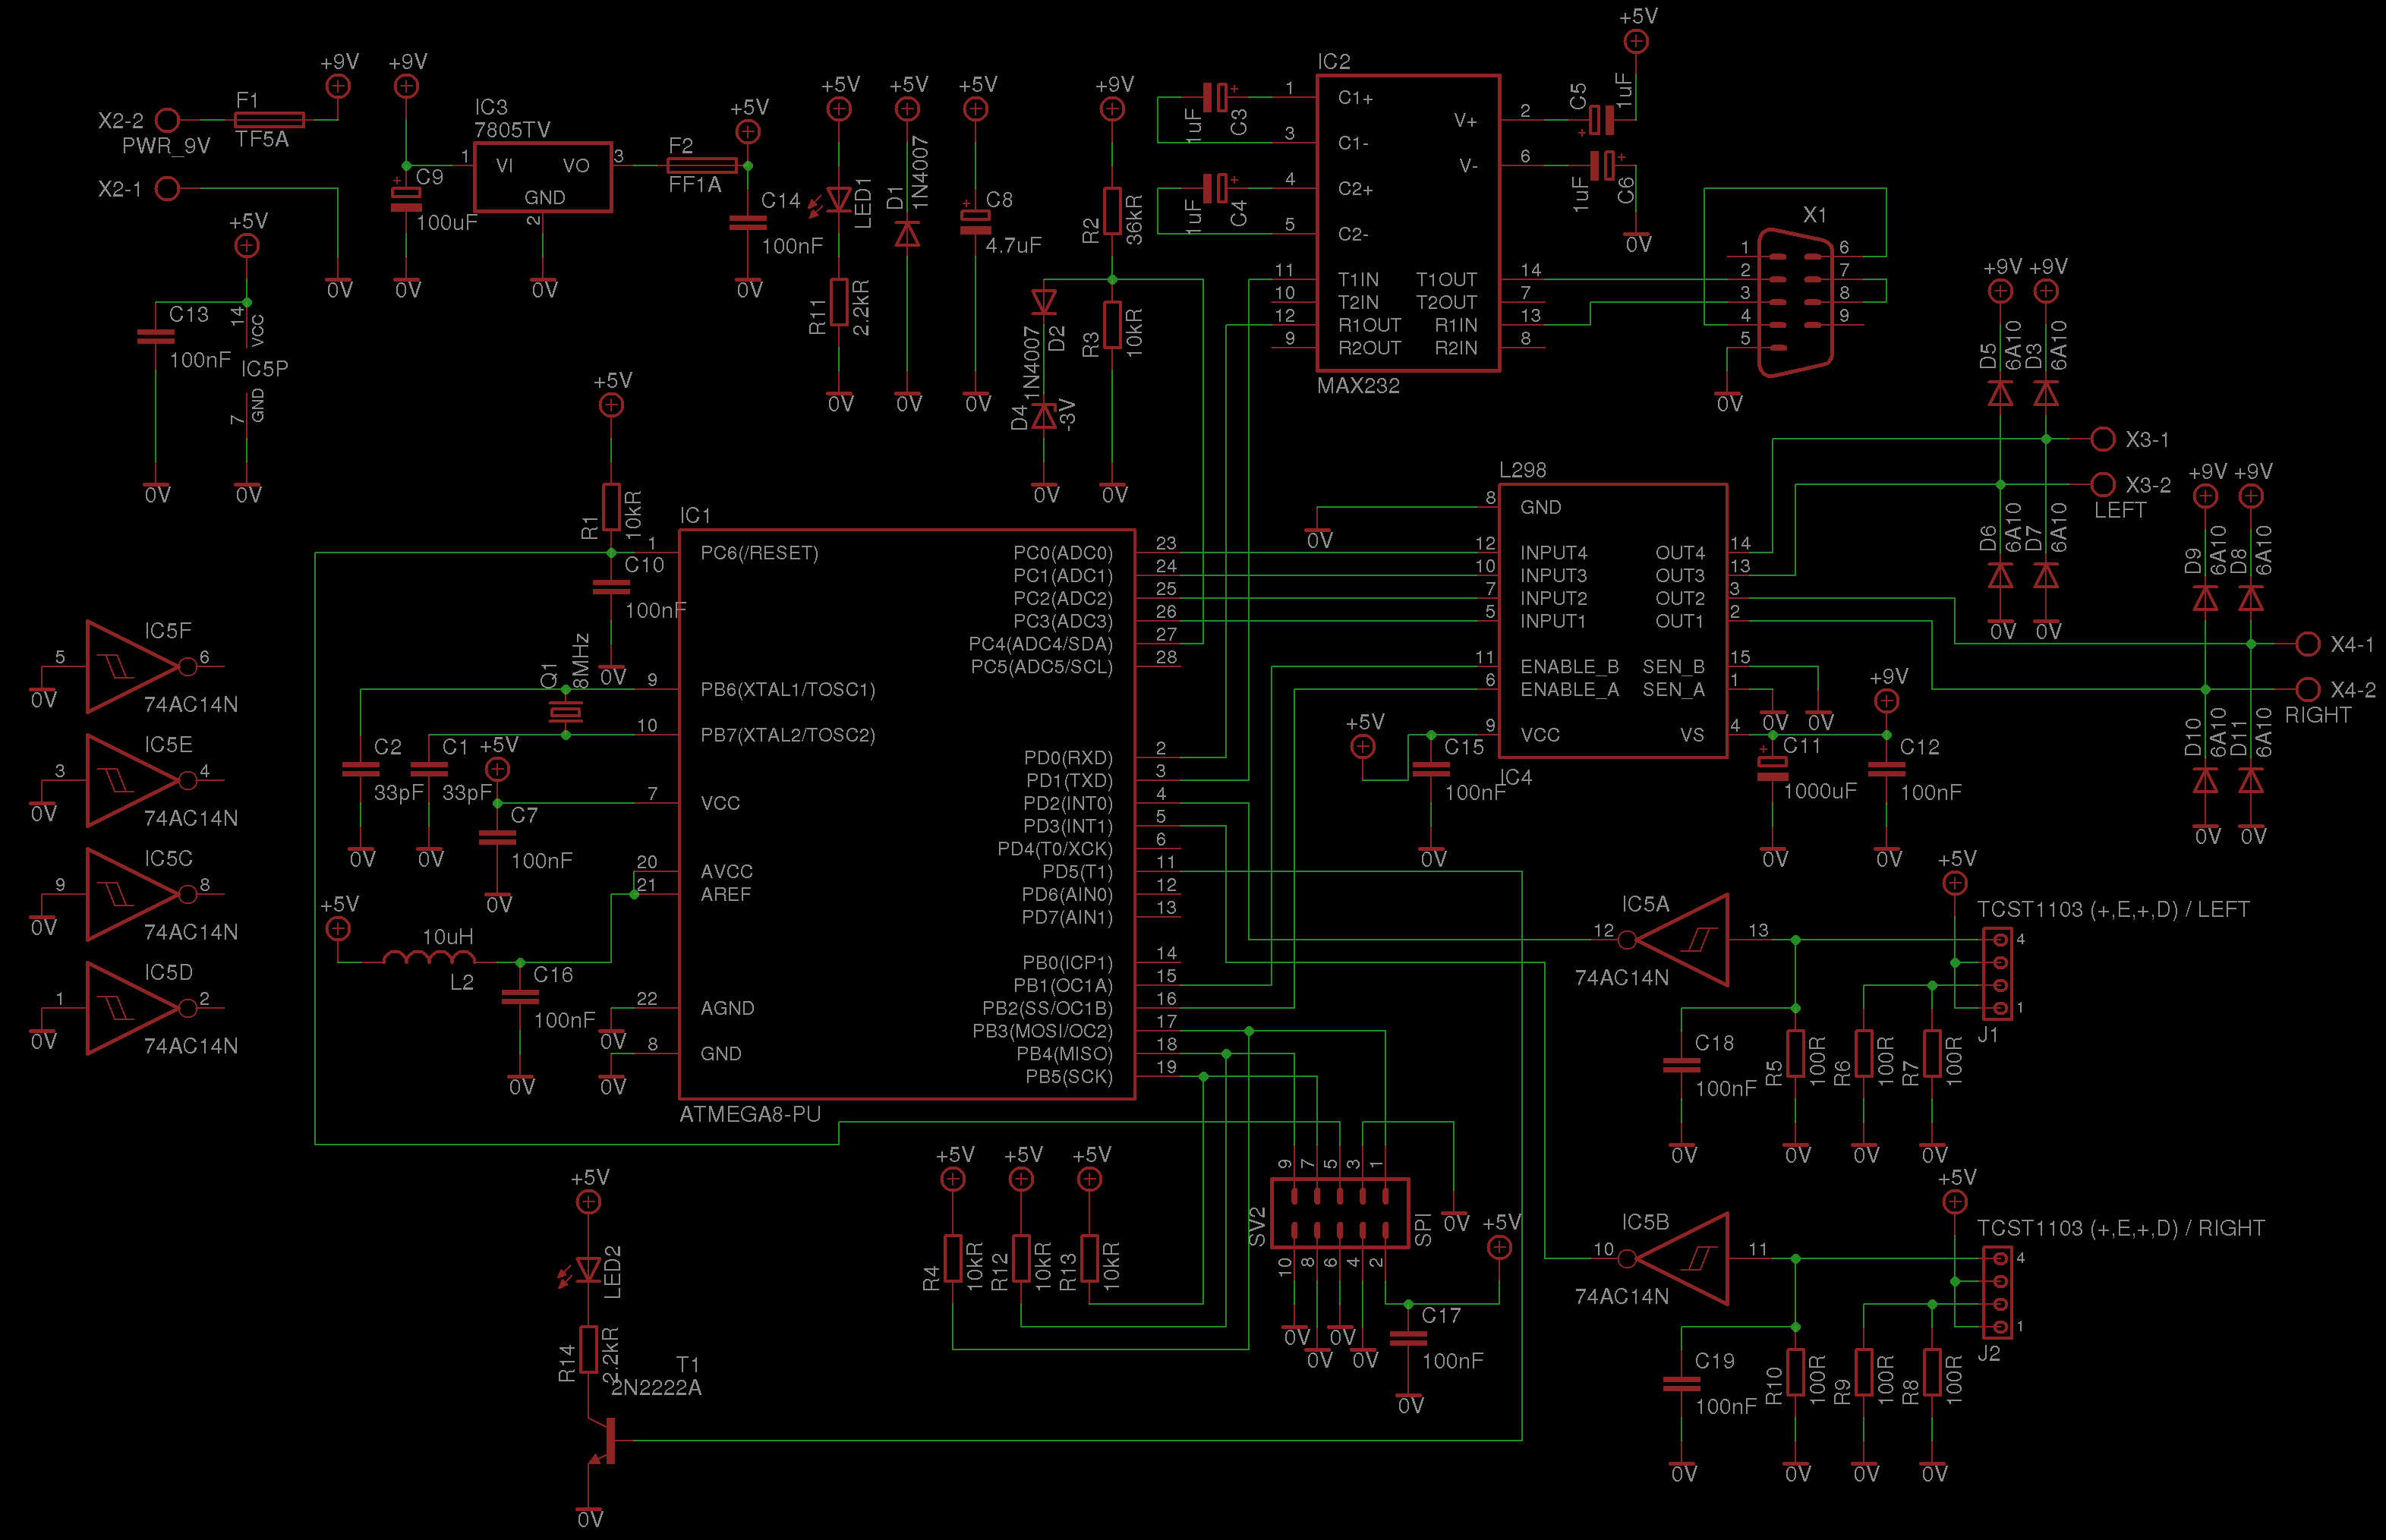 X2-2
PWR_9V
F1
TF5A
+9V
X2-1
0V
+9V
C9
100uF
0V
IC3
7805TV
1
VI
VO
3
GND
2
0V
F2
FF1A
+5V
C14
100nF
0V
+5V
LED1
R11
2.2kR
0V
+5V
D1
1N4007
0V
+5V
C8
4.7uF
0V
+9V
R2
36kR
R3
10kR
0V
D2
1N4007
D4
-3V
0V
+5V
C13
100nF
14
VCC
IC5P
7
GND
0V
0V
IC2
C3
1uF
1
C1+
3
C1-
C4
1uF
4
C2+
5
C2-
11
T1IN
10
T2IN
12
R1OUT
9
R2OUT
V+
2
V-
6
T1OUT
14
T2OUT
7
R1IN
13
R2IN
8
MAX232
C5
1uF
+5V
C6
1uF
0V
X1
1
2
3
4
5
6
7
8
9
0V
+9V
+9V
D5
6A10
D3
6A10
X3-1
X3-2
LEFT
D6
6A10
D7
6A10
0V
0V
+9V
+9V
D9
6A10
D8
6A10
X4-1
X4-2
RIGHT
D10
6A10
D11
6A10
0V
0V
L298
8
GND
0V
12
INPUT4
10
INPUT3
7
INPUT2
5
INPUT1
11
ENABLE_B
6
ENABLE_A
9
VCC
OUT4
14
OUT3
13
OUT2
3
OUT1
2
SEN_B
15
SEN_A
1
VS
4
IC4
0V
0V
+5V
C15
100nF
0V
+9V
C11
1000uF
0V
C12
100nF
0V
+5V
R1
10kR
C10
100nF
0V
IC1
1
PC6(/RESET)
9
PB6(XTAL1/TOSC1)
10
PB7(XTAL2/TOSC2)
7
VCC
20
AVCC
21
AREF
22
AGND
8
GND
PC0(ADC0)
23
PC1(ADC1)
24
PC2(ADC2)
25
PC3(ADC3)
26
PC4(ADC4/SDA)
27
PC5(ADC5/SCL)
28
PD0(RXD)
2
PD1(TXD)
3
PD2(INT0)
4
PD3(INT1)
5
PD4(T0/XCK)
6
PD5(T1)
11
PD6(AIN0)
12
PD7(AIN1)
13
PB0(ICP1)
14
PB1(OC1A)
15
PB2(SS/OC1B)
16
PB3(MOSI/OC2)
17
PB4(MISO)
18
PB5(SCK)
19
ATMEGA8-PU
Q1
8MHz
C2
33pF
0V
C1
33pF
0V
+5V
C7
100nF
0V
+5V
10uH
L2
C16
100nF
0V
0V
0V
IC5F
5
6
0V
74AC14N
IC5E
3
4
0V
74AC14N
IC5C
9
8
0V
74AC14N
IC5D
1
2
0V
74AC14N
IC5A
12
13
74AC14N
+5V
TCST1103 (+,E,+,D) / LEFT
4
1
J1
C18
100nF
R5
100R
R6
100R
R7
100R
0V
0V
0V
0V
IC5B
10
11
74AC14N
+5V
TCST1103 (+,E,+,D) / RIGHT
4
1
J2
C19
100nF
R10
100R
R9
100R
R8
100R
0V
0V
0V
0V
+5V
+5V
+5V
R4
10kR
R12
10kR
R13
10kR
9
7
5
3
1
SV2
SPI
10
8
6
4
2
0V
0V
0V
0V
0V
+5V
C17
100nF
0V
+5V
LED2
R14
2.2kR
T1
2N2222A
0V